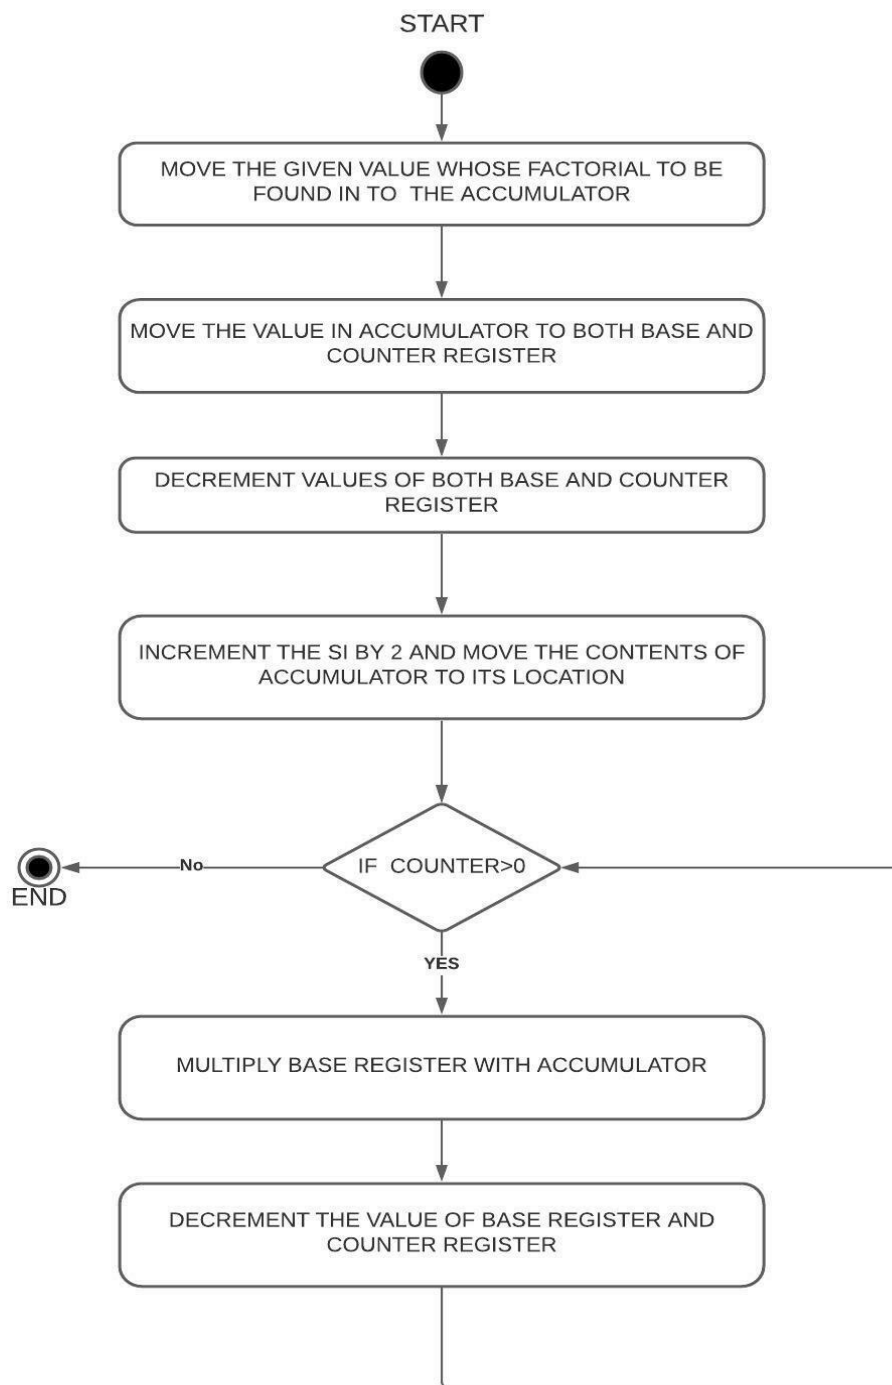 START
MOVE THE GIVEN VALUE WHOSE FACTORIAL TO BE
FOUND IN TO THE ACCUMULATOR
MOVE THE VALUE IN ACCUMULATOR TO BOTH BASE AND
COUNTER REGISTER
DECREMENT VALUES OF BOTH BASE AND COUNTER
REGISTER
INCREMENT THE SI BY 2 AND MOVE THE CONTENTS OF
ACCUMULATOR TO ITS LOCATION
No
IF COUNTER>0
END
YES
MULTIPLY BASE REGISTER WITH ACCUMULATOR
DECREMENT THE VALUE OF BASE REGISTER AND
COUNTER REGISTER